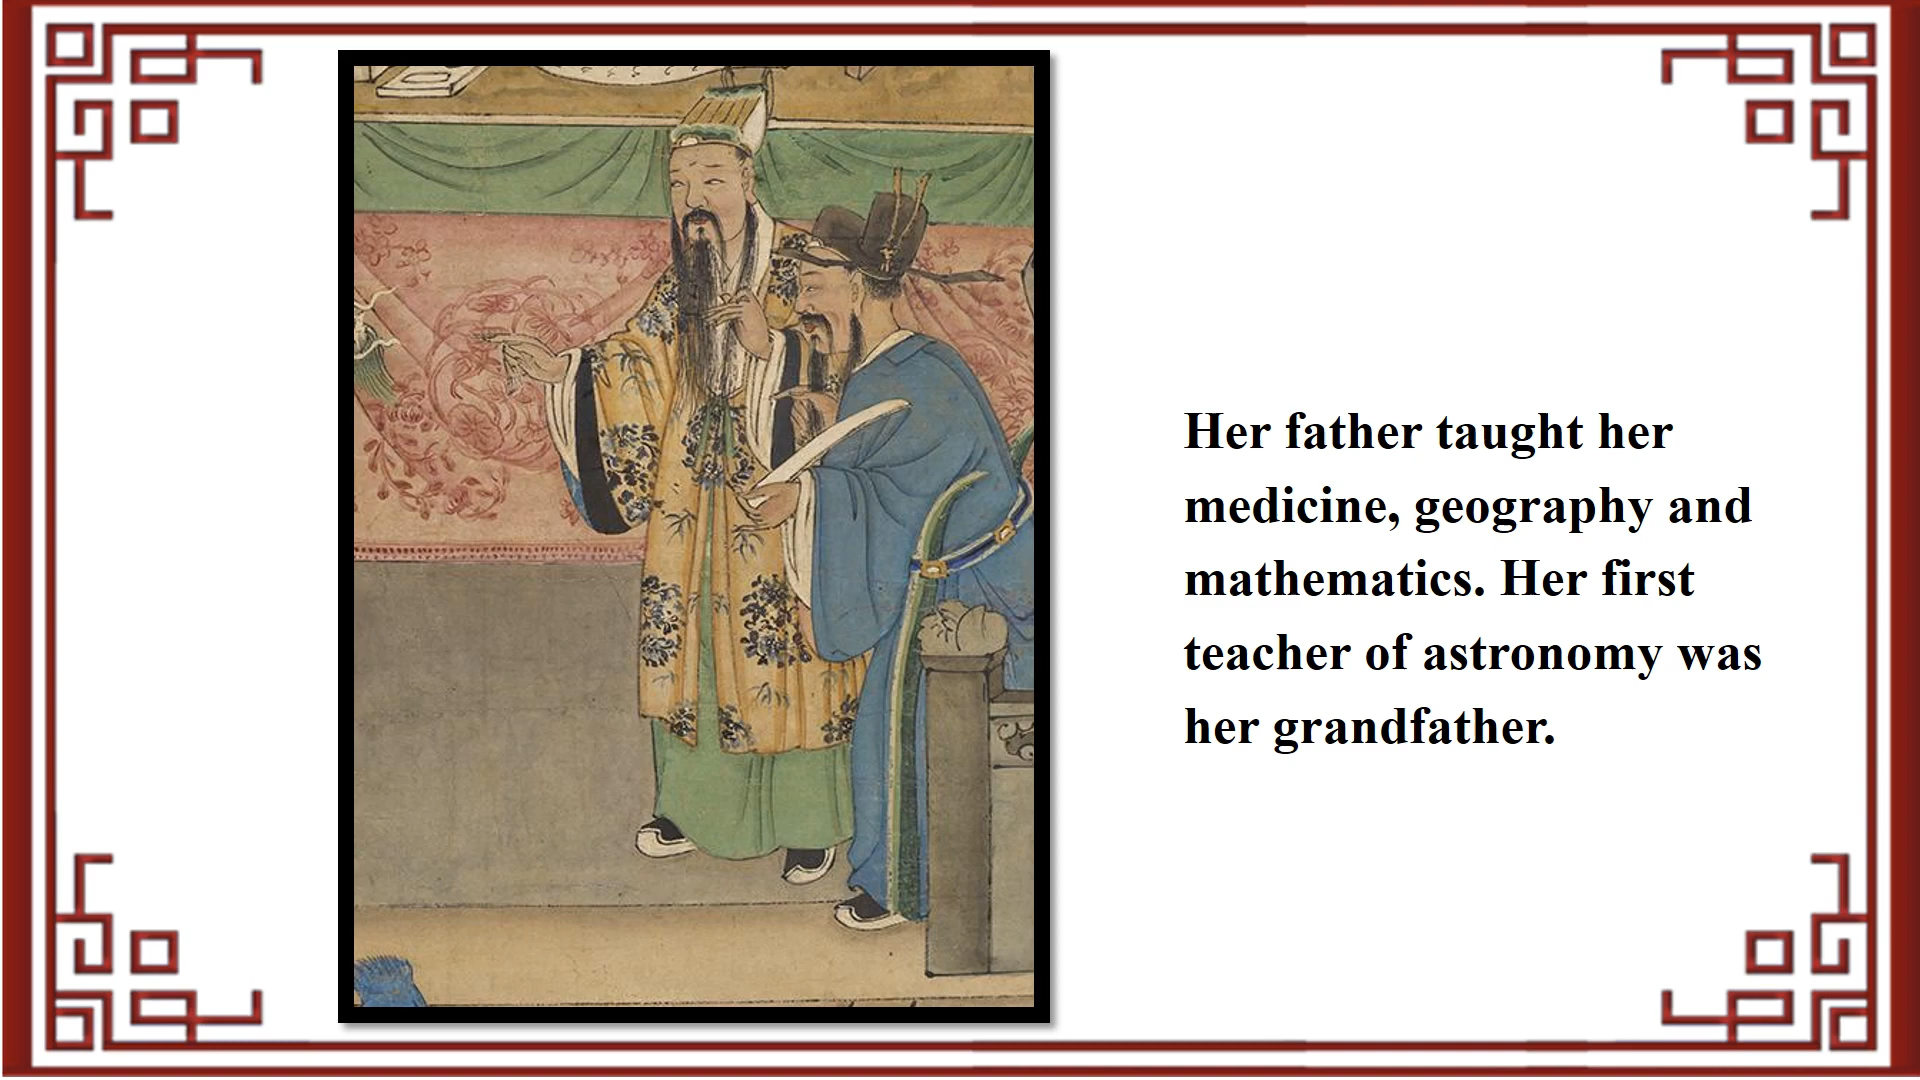 Her father taught her
medicine, geography and
mathematics. Her first
teacher of astronomy was
her grandfather.